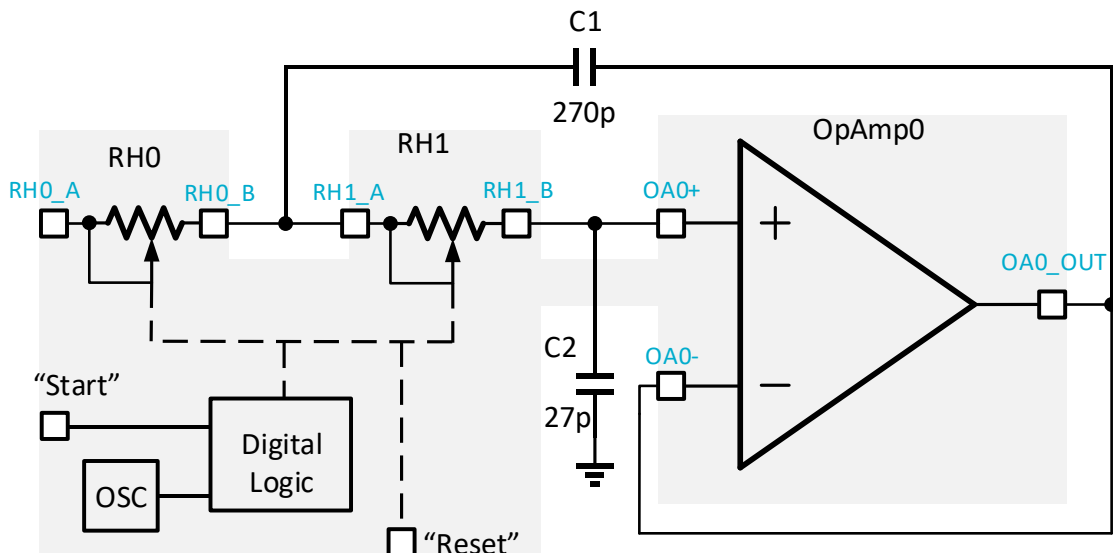 C1
270p
OpAmp0
RH0
RH1
RH0_A
RH0_B
RH1_A
RH1_B
OA0+
+
OA0_OUT
C2
27p
OA0-
−
“Start”
Digital
Logic
OSC
“Reset”